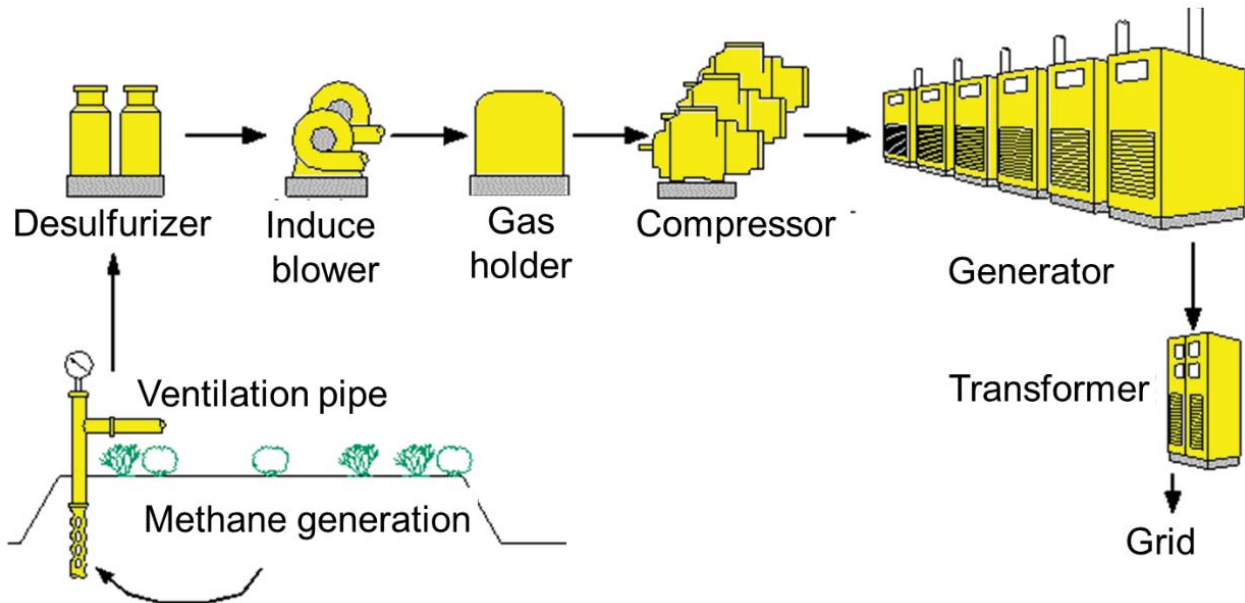 Desulfurizer
Induce
blower
Gas
holder
Compressor
Generator
Ventilation pipe
Transformer
Methane generation
Grid